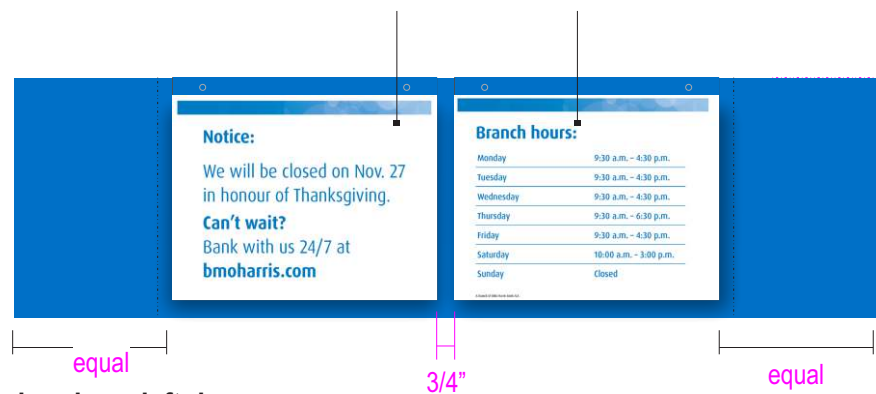 Notice:
We will be closed on Nov. 27
in honour of Thanksgiving.
Can't wait?
Bank with us 24/7 at
bmoharris.com
Branch hours:
Monday 9:30 a.m. – 4:30 p.m.
Tuesday 9:30 a.m. – 4:30 p.m.
Wednesday 9:30 a.m. – 4:30 p.m.
Thursday 9:30 a.m. – 6:30 p.m.
Friday 9:30 a.m. – 4:30 p.m.
Saturday 10:00 a.m. – 3:00 p.m.
Sunday Closed
equal
3/4”
equal